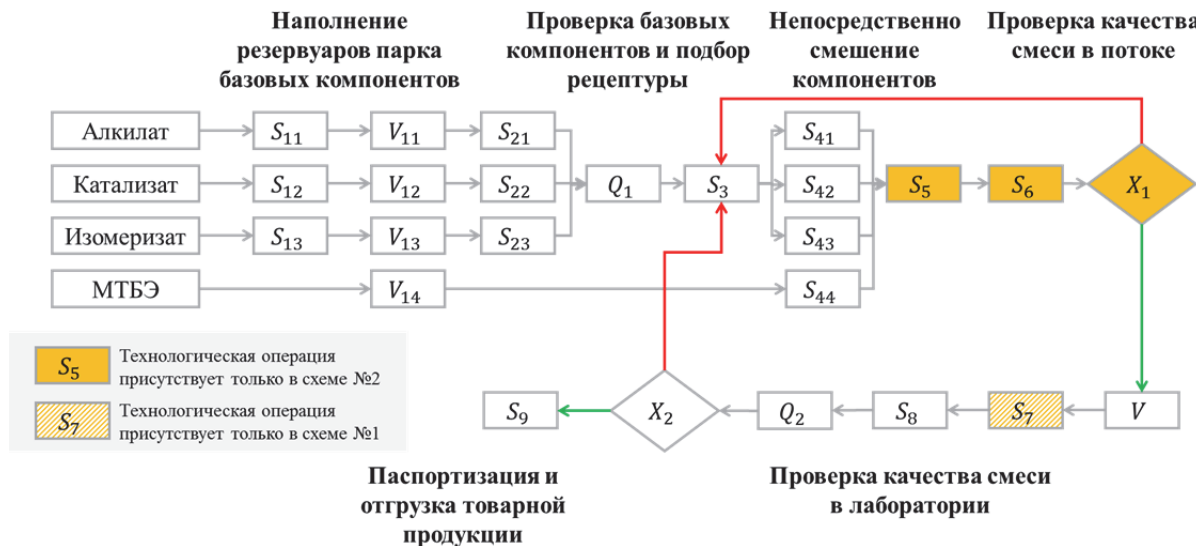 Наполнение
резервуаров парка
базовых компонентов
Проверка базовых
компонентов и подбор
рецептуры
Непосредственно
смешение
компонентов
Проверка качества
смеси в потоке
Алкилат
S₁₁
V₁₁
S₂₁
S₄₁
Катализат
S₁₂
V₁₂
S₂₂
Q₁
S₃
S₄₂
S₅
S₆
X₁
Изомеризат
S₁₃
V₁₃
S₂₃
S₄₃
МТБЭ
V₁₄
S₄₄
S₅
Технологическая операция
присутствует только в схеме №2
S₇
Технологическая операция
присутствует только в схеме №1
S₉
X₂
Q₂
S₈
S₇
V
Паспортизация и
отгрузка товарной
продукции
Проверка качества смеси
в лаборатории